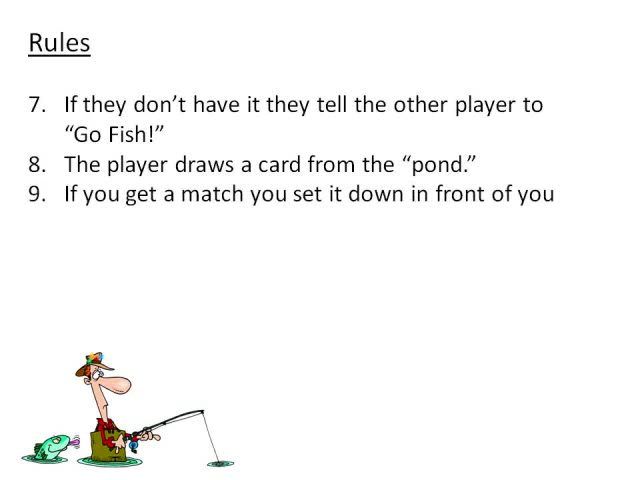 Rules
7. If they don’t have it they tell the other player to
“Go Fish!”
8. The player draws a card from the “pond.”
9. If you get a match you set it down in front of you